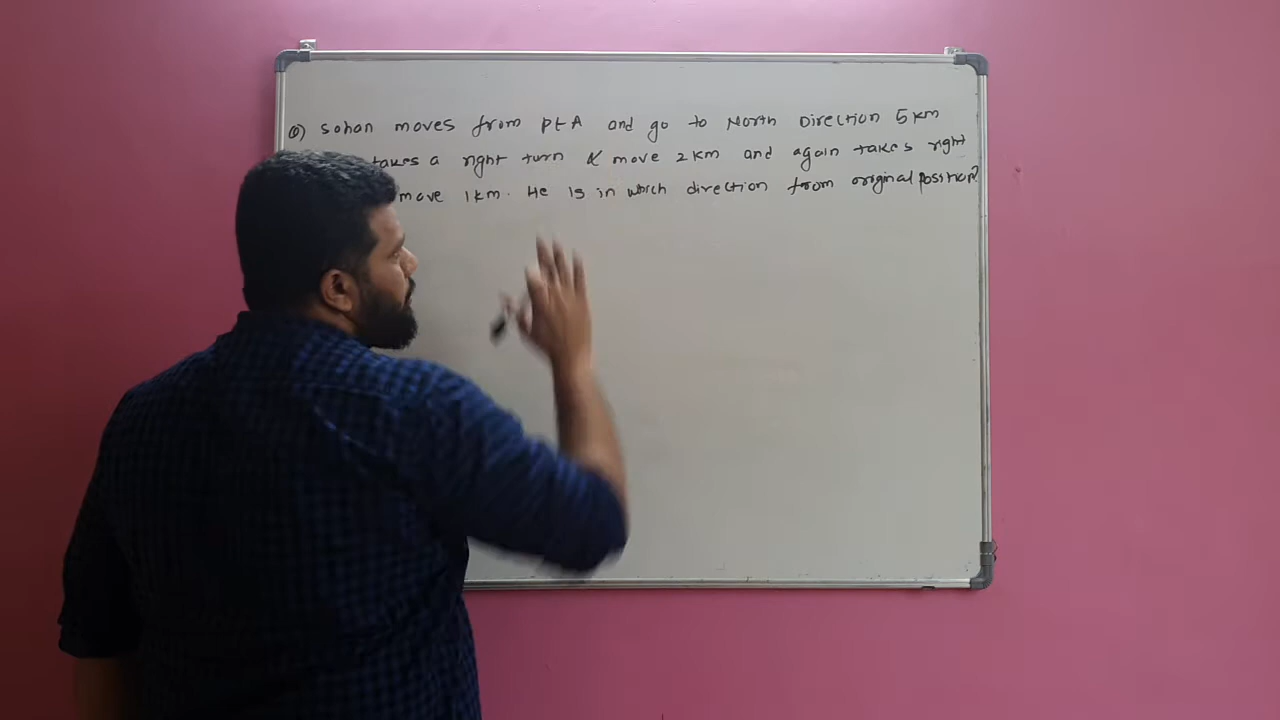 Q) Sohan moves from pt A and go to North Direction 5km
takes a right turn & move 2km and again takes right
move 1km. He is in which direction from original position?